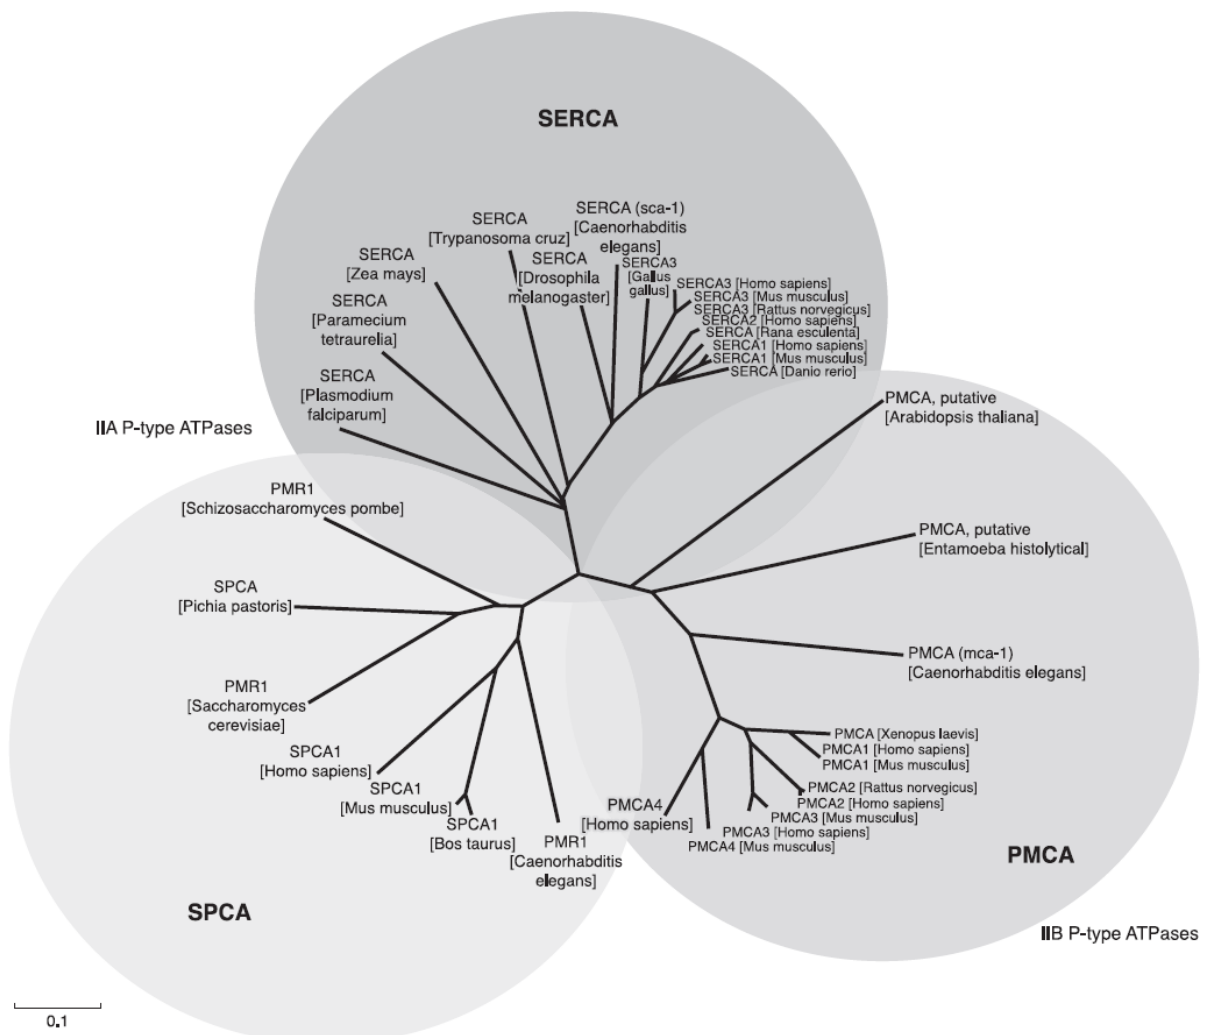 SERCA
SERCA (sca-1)
[Caenorhabditis
elegans]
SERCA
[Trypanosoma cruz]
SERCA
[Zea mays]
SERCA
[Drosophila
melanogaster]
SERCA3
[Gallus
gallus]
SERCA3 [Homo sapiens]
SERCA3 [Mus musculus]
SERCA3 [Rattus norvegicus]
SERCA2 [Homo sapiens]
SERCA [Rana esculenta]
SERCA1 [Homo sapiens]
SERCA1 [Mus musculus]
SERCA [Danio rerio]
SERCA
[Paramecium
tetraurelia]
SERCA
[Plasmodium
falciparum]
IIA P-type ATPases
PMCA, putative
[Arabidopsis thaliana]
PMR1
[Schizosaccharomyces pombe]
PMCA, putative
[Entamoeba histolytical]
SPCA
[Pichia pastoris]
PMCA (mca-1)
[Caenorhabditis elegans]
PMR1
[Saccharomyces
cerevisiae]
PMCA [Xenopus laevis]
PMCA1 [Homo sapiens]
PMCA1 [Mus musculus]
SPCA1
[Homo sapiens]
SPCA1
[Mus musculus]
SPCA1
[Bos taurus]
PMR1
[Caenorhabditis
elegans]
PMCA4
[Homo sapiens]
PMCA2 [Rattus norvegicus]
PMCA2 [Homo sapiens]
PMCA3 [Mus musculus]
PMCA3 [Homo sapiens]
PMCA4 [Mus musculus]
PMCA
SPCA
IIB P-type ATPases
0.1